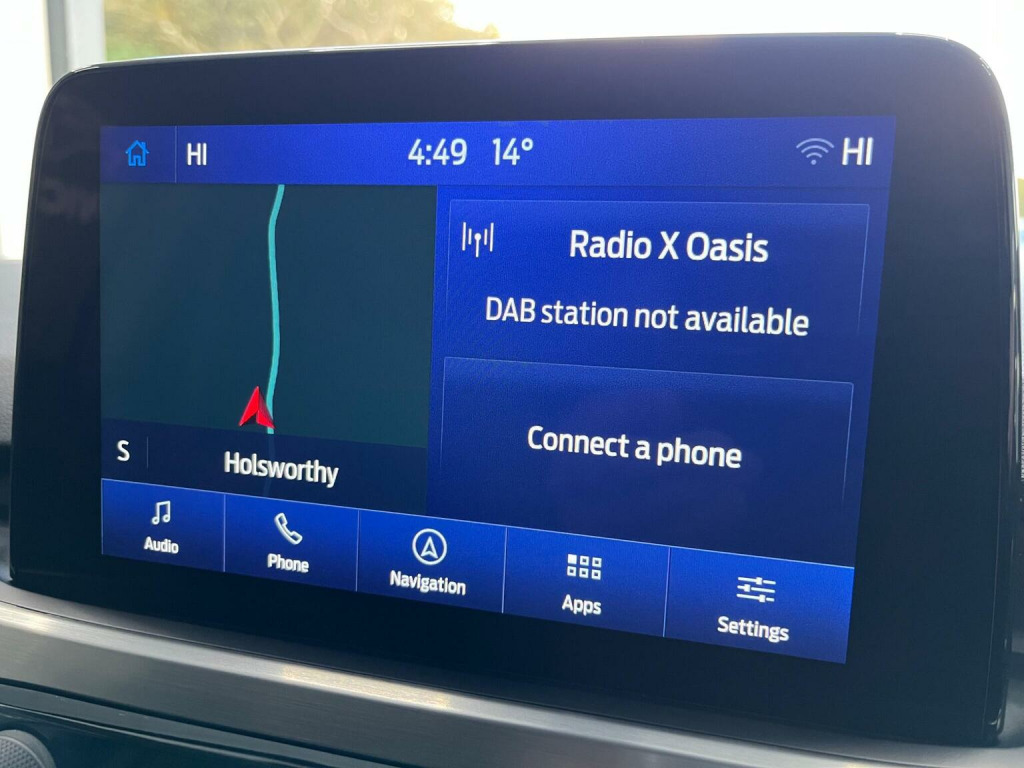 HI
4:49 14°
HI
Radio X Oasis
DAB station not available
Connect a phone
S
Holsworthy
Audio
Phone
Navigation
Apps
Settings